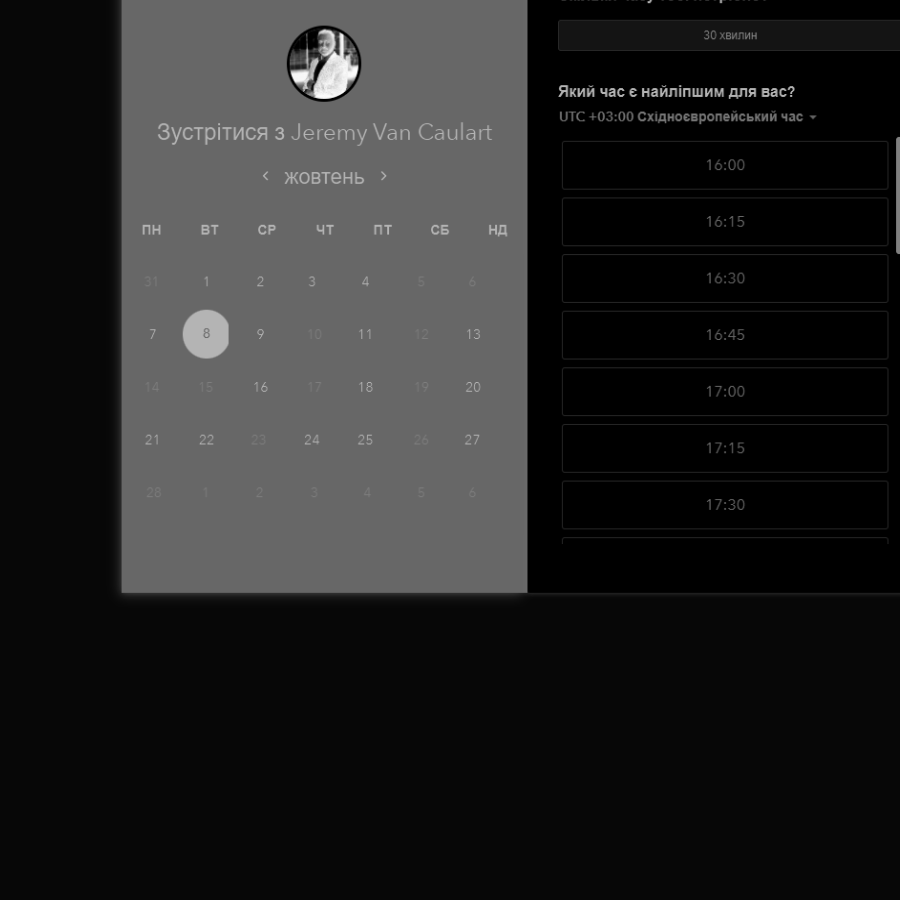 Зустрітися з Jeremy Van Caulart
жовтень
ПН ВТ СР ЧТ ПТ СБ НД
31 1 2 3 4 5 6
7 8 9 10 11 12 13
14 15 16 17 18 19 20
21 22 23 24 25 26 27
28 1 2 3 4 5 6
30 хвилин
Який час є найліпшим для вас?
UTC +03:00 Східноєвропейський час
16:00
16:15
16:30
16:45
17:00
17:15
17:30